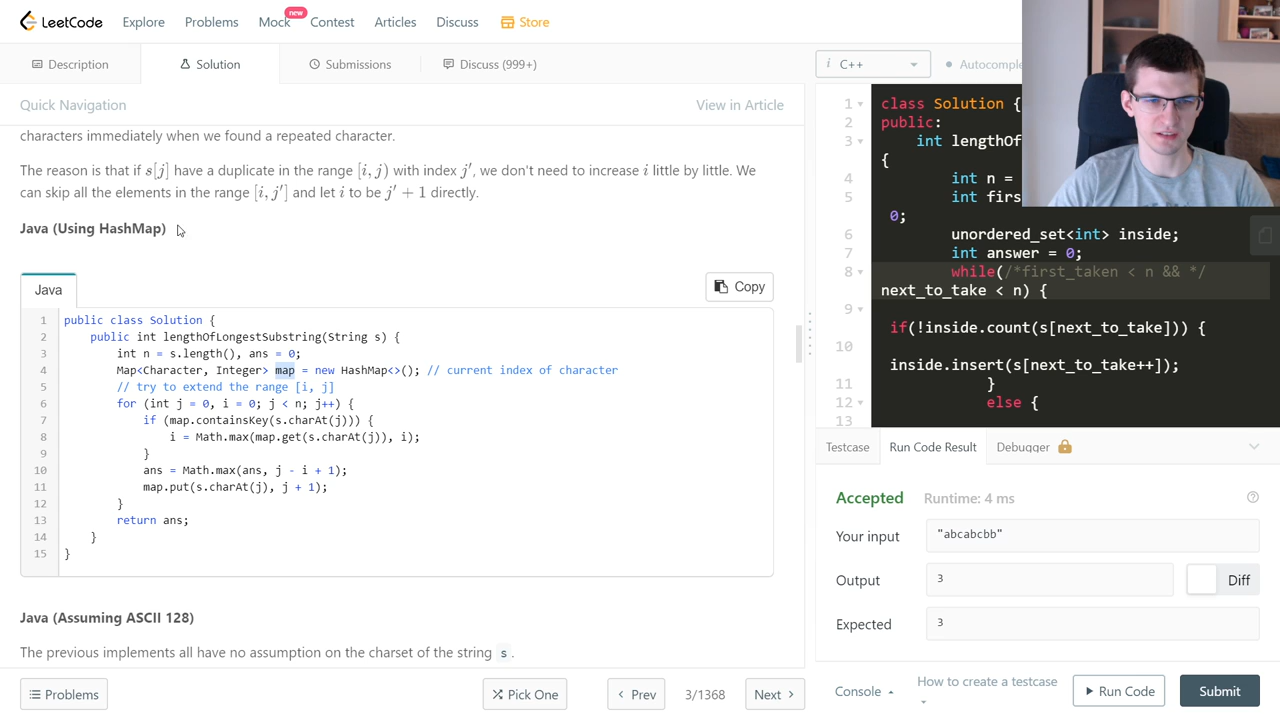 LeetCode Explore Problems Mock new Contest Articles Discuss Store
Description Solution Submissions Discuss (999+)
Quick Navigation View in Article
characters immediately when we found a repeated character.
The reason is that if s[j] have a duplicate in the range [i, j) with index j', we don't need to increase i little by little. We
can skip all the elements in the range [i, j'] and let i to be j' + 1 directly.
Java (Using HashMap)
Java Copy
1 public class Solution {
2 public int lengthOfLongestSubstring(String s) {
3 int n = s.length(), ans = 0;
4 Map<Character, Integer> map = new HashMap<>(); // current index of character
5 // try to extend the range [i, j]
6 for (int j = 0, i = 0; j < n; j++) {
7 if (map.containsKey(s.charAt(j))) {
8 i = Math.max(map.get(s.charAt(j)), i);
9 }
10 ans = Math.max(ans, j - i + 1);
11 map.put(s.charAt(j), j + 1);
12 }
13 return ans;
14 }
15 }
Java (Assuming ASCII 128)
The previous implements all have no assumption on the charset of the string s .
Problems Pick One Prev 3/1368 Next
i C++ Autocomple
1 class Solution {
2 public:
3 int lengthOf
{
4 int n =
5 int firs
0;
6 unordered_set<int> inside;
7 int answer = 0;
8 while(/*first_taken < n && */
next_to_take < n) {
9
if(!inside.count(s[next_to_take])) {
10
inside.insert(s[next_to_take++]);
11 }
12 else {
13
Testcase Run Code Result Debugger
Accepted Runtime: 4 ms
Your input "abcabcbb"
Output 3 Diff
Expected 3
Console How to create a testcase Run Code Submit